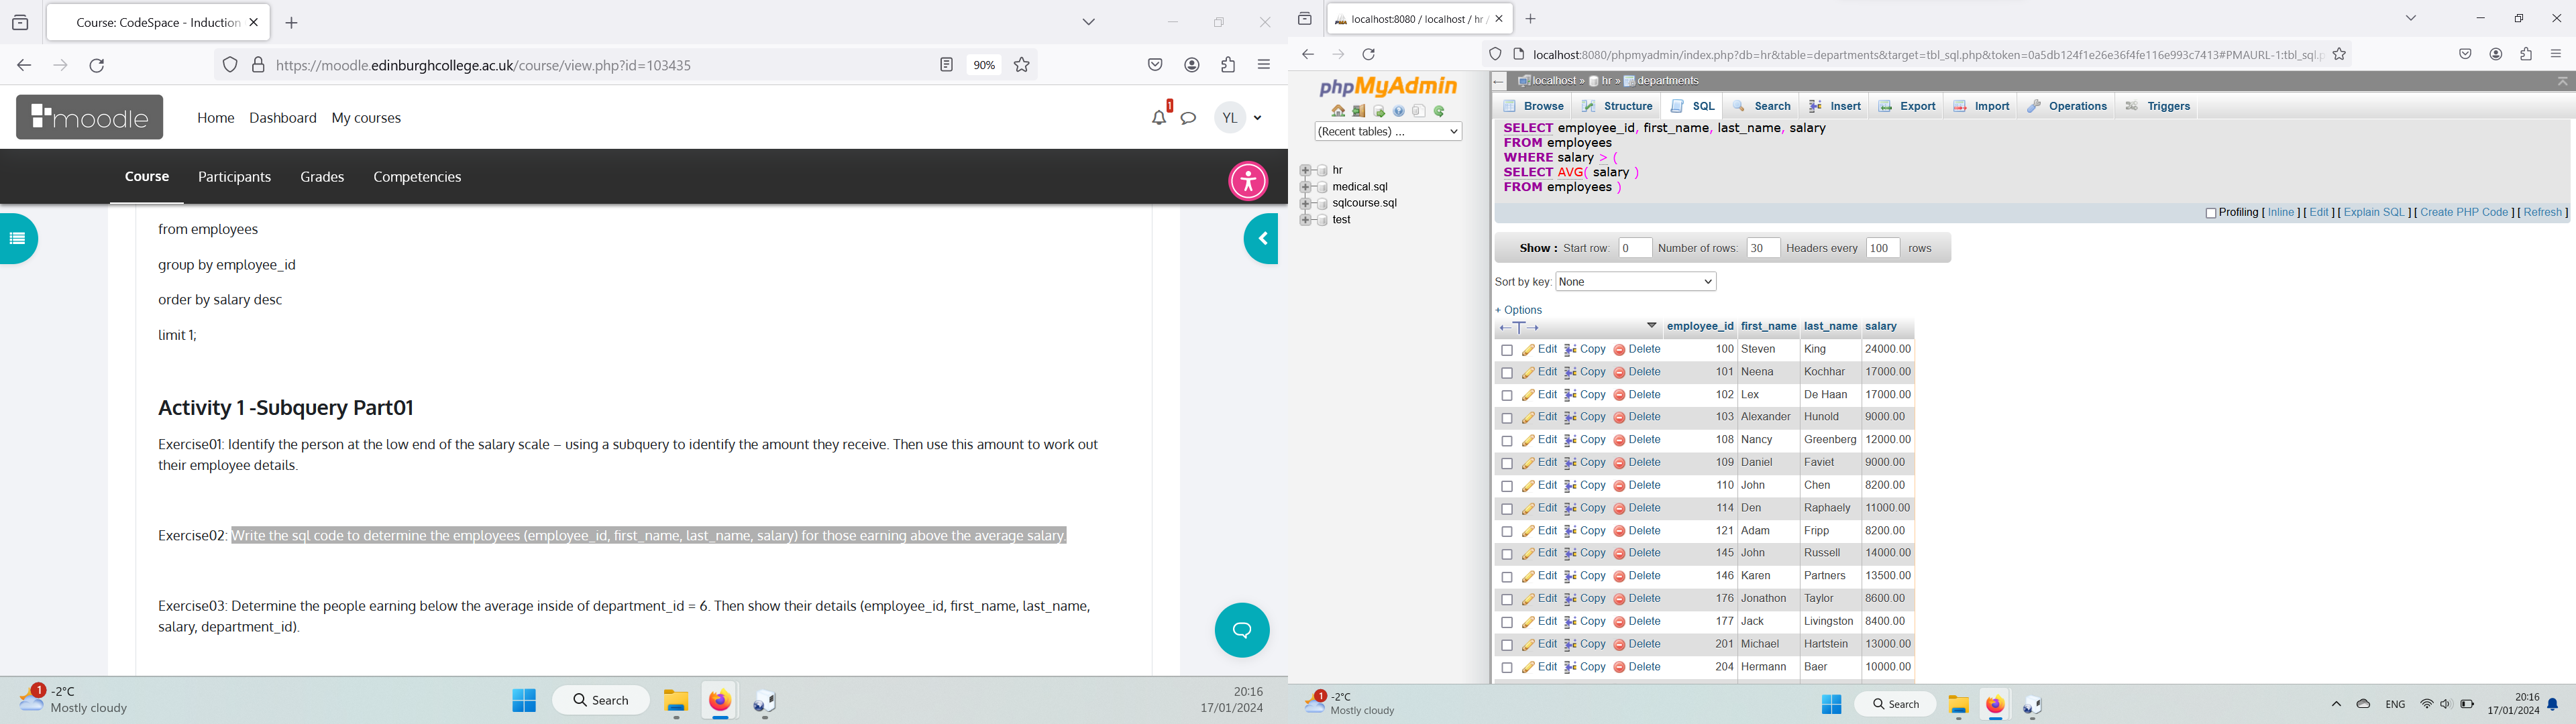 Course: CodeSpace - Induction
https://moodle.edinburghcollege.ac.uk/course/view.php?id=103435
90%
moodle
Home
Dashboard
My courses
1
YL
Course
Participants
Grades
Competencies
from employees
group by employee_id
order by salary desc
limit 1;
Activity 1 -Subquery Part01
Exercise01: Identify the person at the low end of the salary scale – using a subquery to identify the amount they receive. Then use this amount to work out
their employee details.
Exercise02: Write the sql code to determine the employees (employee_id, first_name, last_name, salary) for those earning above the average salary.
Exercise03: Determine the people earning below the average inside of department_id = 6. Then show their details (employee_id, first_name, last_name,
salary, department_id).
1
-2°C
Mostly cloudy
Search
20:16
17/01/2024
localhost:8080 / localhost / hr /
localhost:8080/phpmyadmin/index.php?db=hr&table=departments&target=tbl_sql.php&token=0a5db124f1e26e36f4fe116e993c7413#PMAURL-1:tbl_sql.p
phpMyAdmin
(Recent tables) ...
hr
medical.sql
sqlcourse.sql
test
localhost » hr » departments
Browse
Structure
SQL
Search
Insert
Export
Import
Operations
Triggers
SELECT employee_id, first_name, last_name, salary
FROM employees
WHERE salary > (
SELECT AVG( salary )
FROM employees )
Profiling [ Inline ] [ Edit ] [ Explain SQL ] [ Create PHP Code ] [ Refresh ]
Show : Start row: 0 Number of rows: 30 Headers every 100 rows
Sort by key: None
+ Options
employee_id first_name last_name salary
Edit Copy Delete 100 Steven King 24000.00
Edit Copy Delete 101 Neena Kochhar 17000.00
Edit Copy Delete 102 Lex De Haan 17000.00
Edit Copy Delete 103 Alexander Hunold 9000.00
Edit Copy Delete 108 Nancy Greenberg 12000.00
Edit Copy Delete 109 Daniel Faviet 9000.00
Edit Copy Delete 110 John Chen 8200.00
Edit Copy Delete 114 Den Raphaely 11000.00
Edit Copy Delete 121 Adam Fripp 8200.00
Edit Copy Delete 145 John Russell 14000.00
Edit Copy Delete 146 Karen Partners 13500.00
Edit Copy Delete 176 Jonathon Taylor 8600.00
Edit Copy Delete 177 Jack Livingston 8400.00
Edit Copy Delete 201 Michael Hartstein 13000.00
Edit Copy Delete 204 Hermann Baer 10000.00
1
-2°C
Mostly cloudy
Search
ENG
20:16
17/01/2024